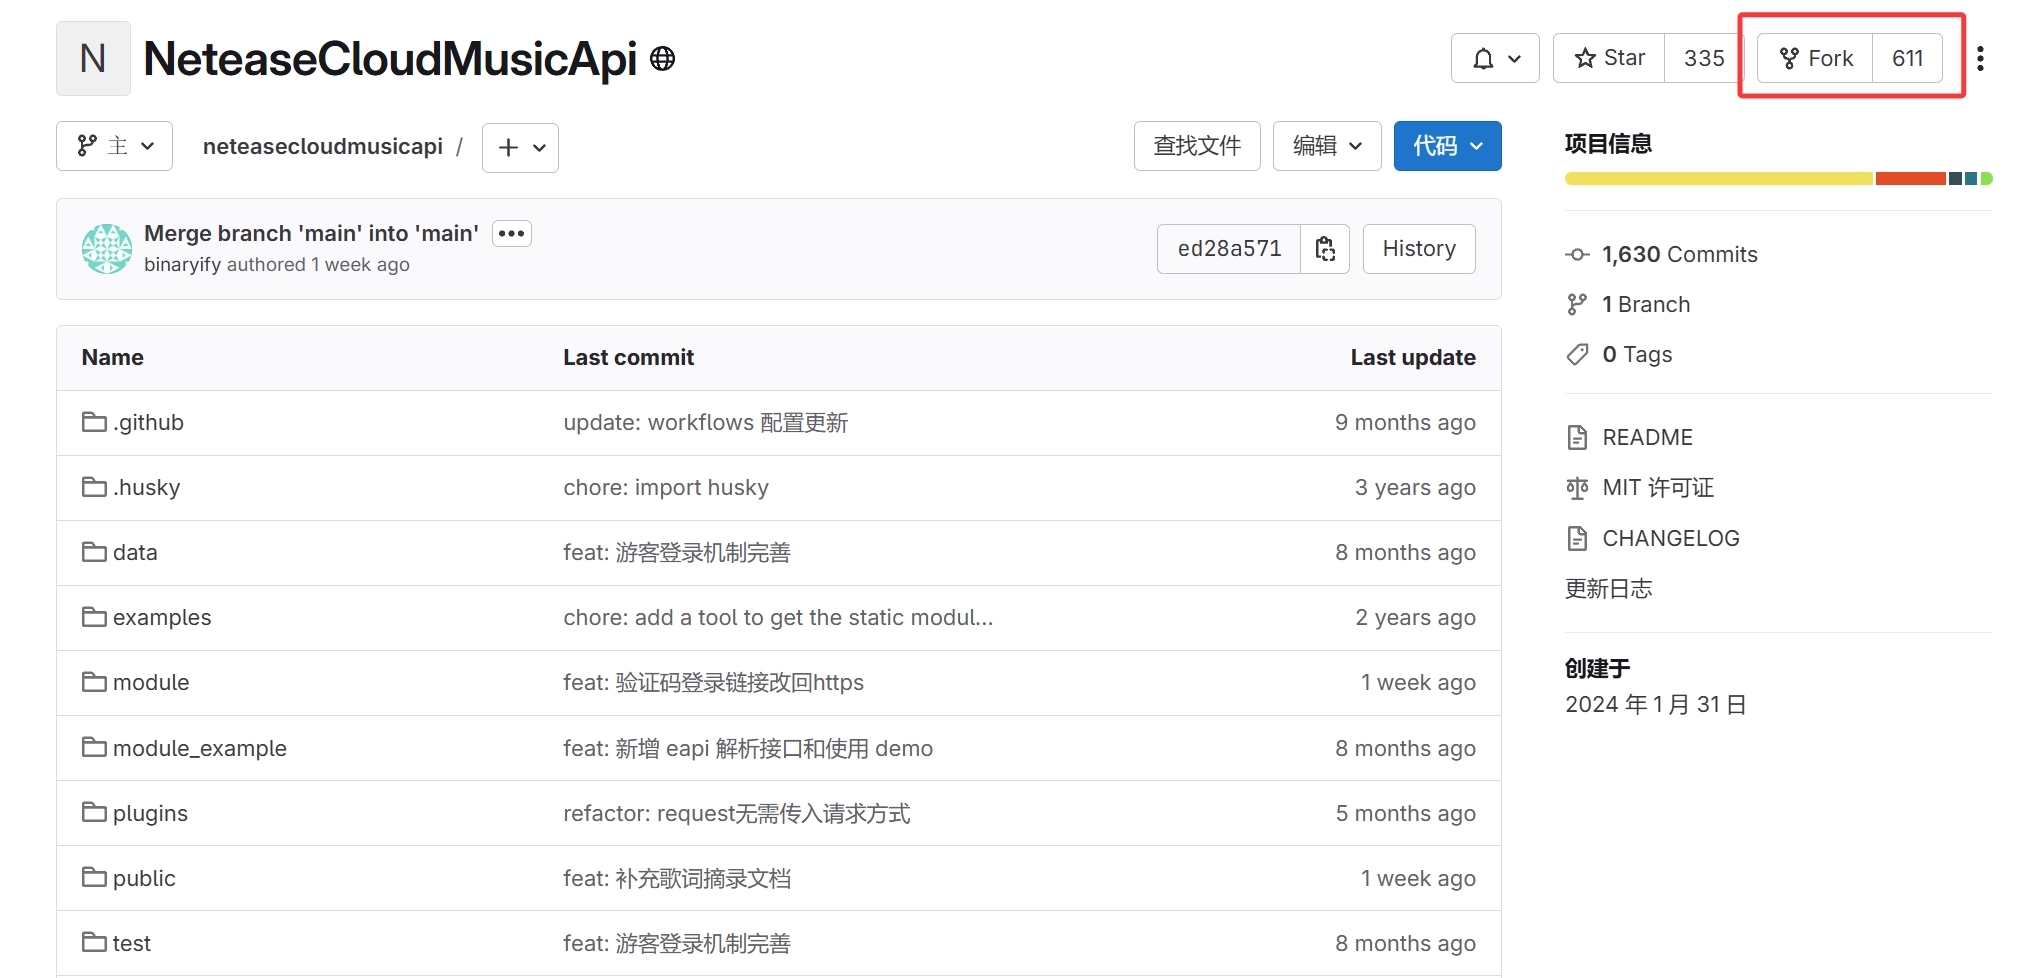 N NeteaseCloudMusicApi Star 335 Fork 611
主 neteasecloudmusicapi / + 查找文件 编辑 代码
项目信息
Merge branch 'main' into 'main' •••
binaryify authored 1 week ago
ed28a571 History
Name Last commit Last update
.github update: workflows 配置更新 9 months ago
.husky chore: import husky 3 years ago
data feat: 游客登录机制完善 8 months ago
examples chore: add a tool to get the static modul... 2 years ago
module feat: 验证码登录链接改回https 1 week ago
module_example feat: 新增 eapi 解析接口和使用 demo 8 months ago
plugins refactor: request无需传入请求方式 5 months ago
public feat: 补充歌词摘录文档 1 week ago
test feat: 游客登录机制完善 8 months ago
1,630 Commits
1 Branch
0 Tags
README
MIT 许可证
CHANGELOG
更新日志
创建于
2024 年 1 月 31 日